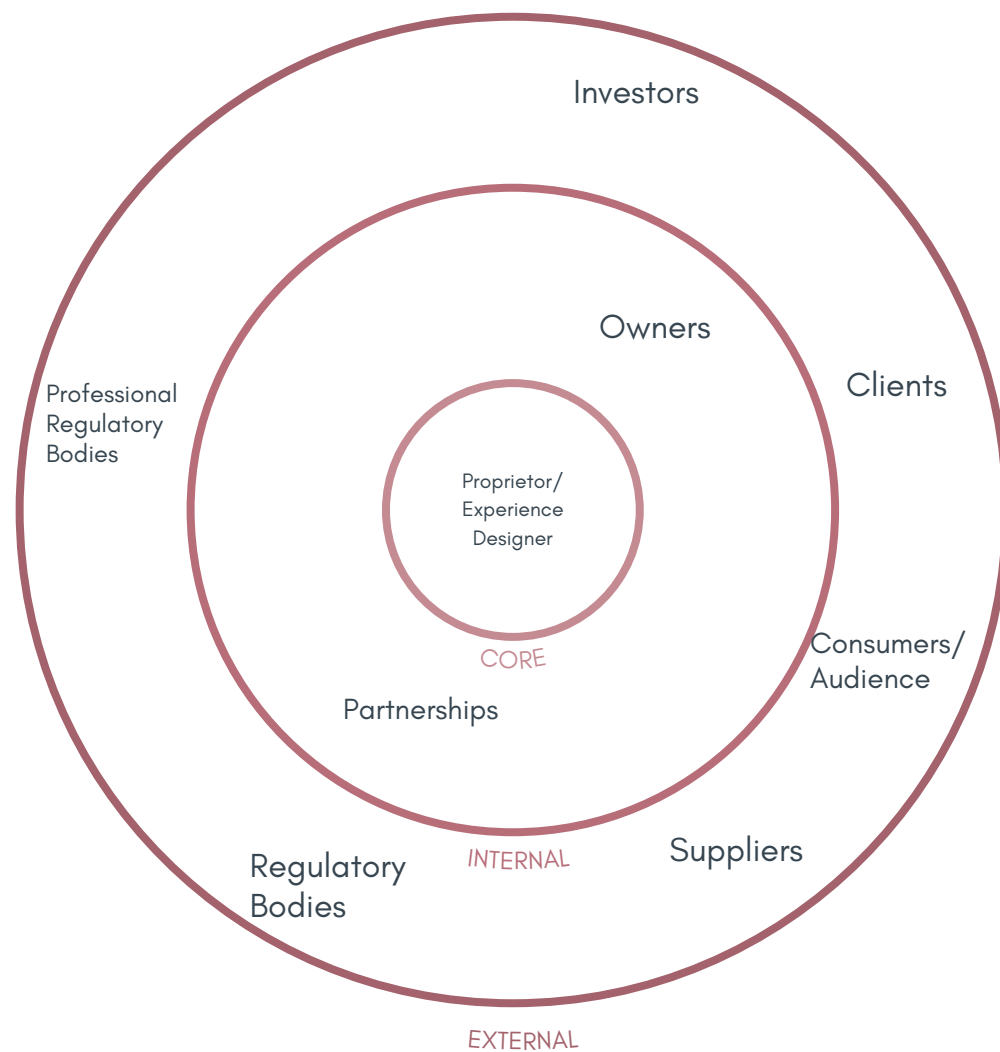 Investors
Owners
Clients
Professional
Regulatory
Bodies
Proprietor/
Experience
Designer
CORE
Consumers/
Audience
Partnerships
INTERNAL
Suppliers
Regulatory
Bodies
EXTERNAL